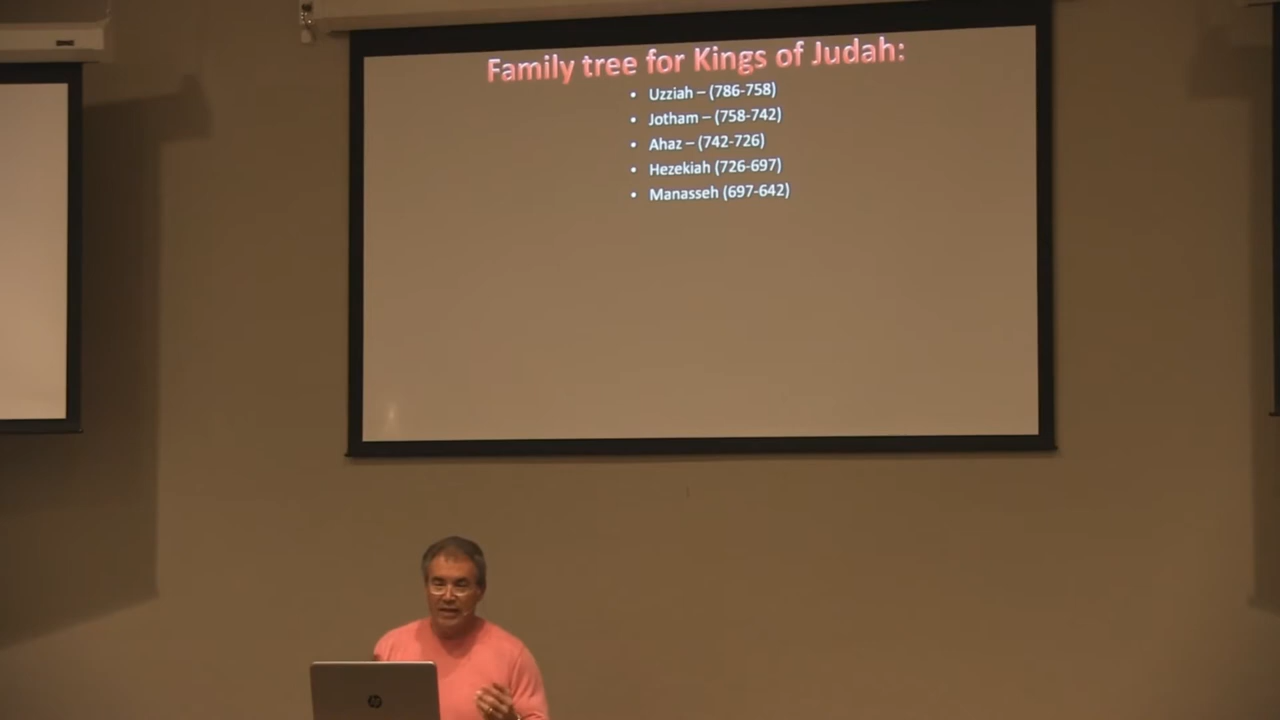 Family tree for Kings of Judah:
• Uzziah – (786-758)
• Jotham – (758-742)
• Ahaz – (742-726)
• Hezekiah (726-697)
• Manasseh (697-642)
hp